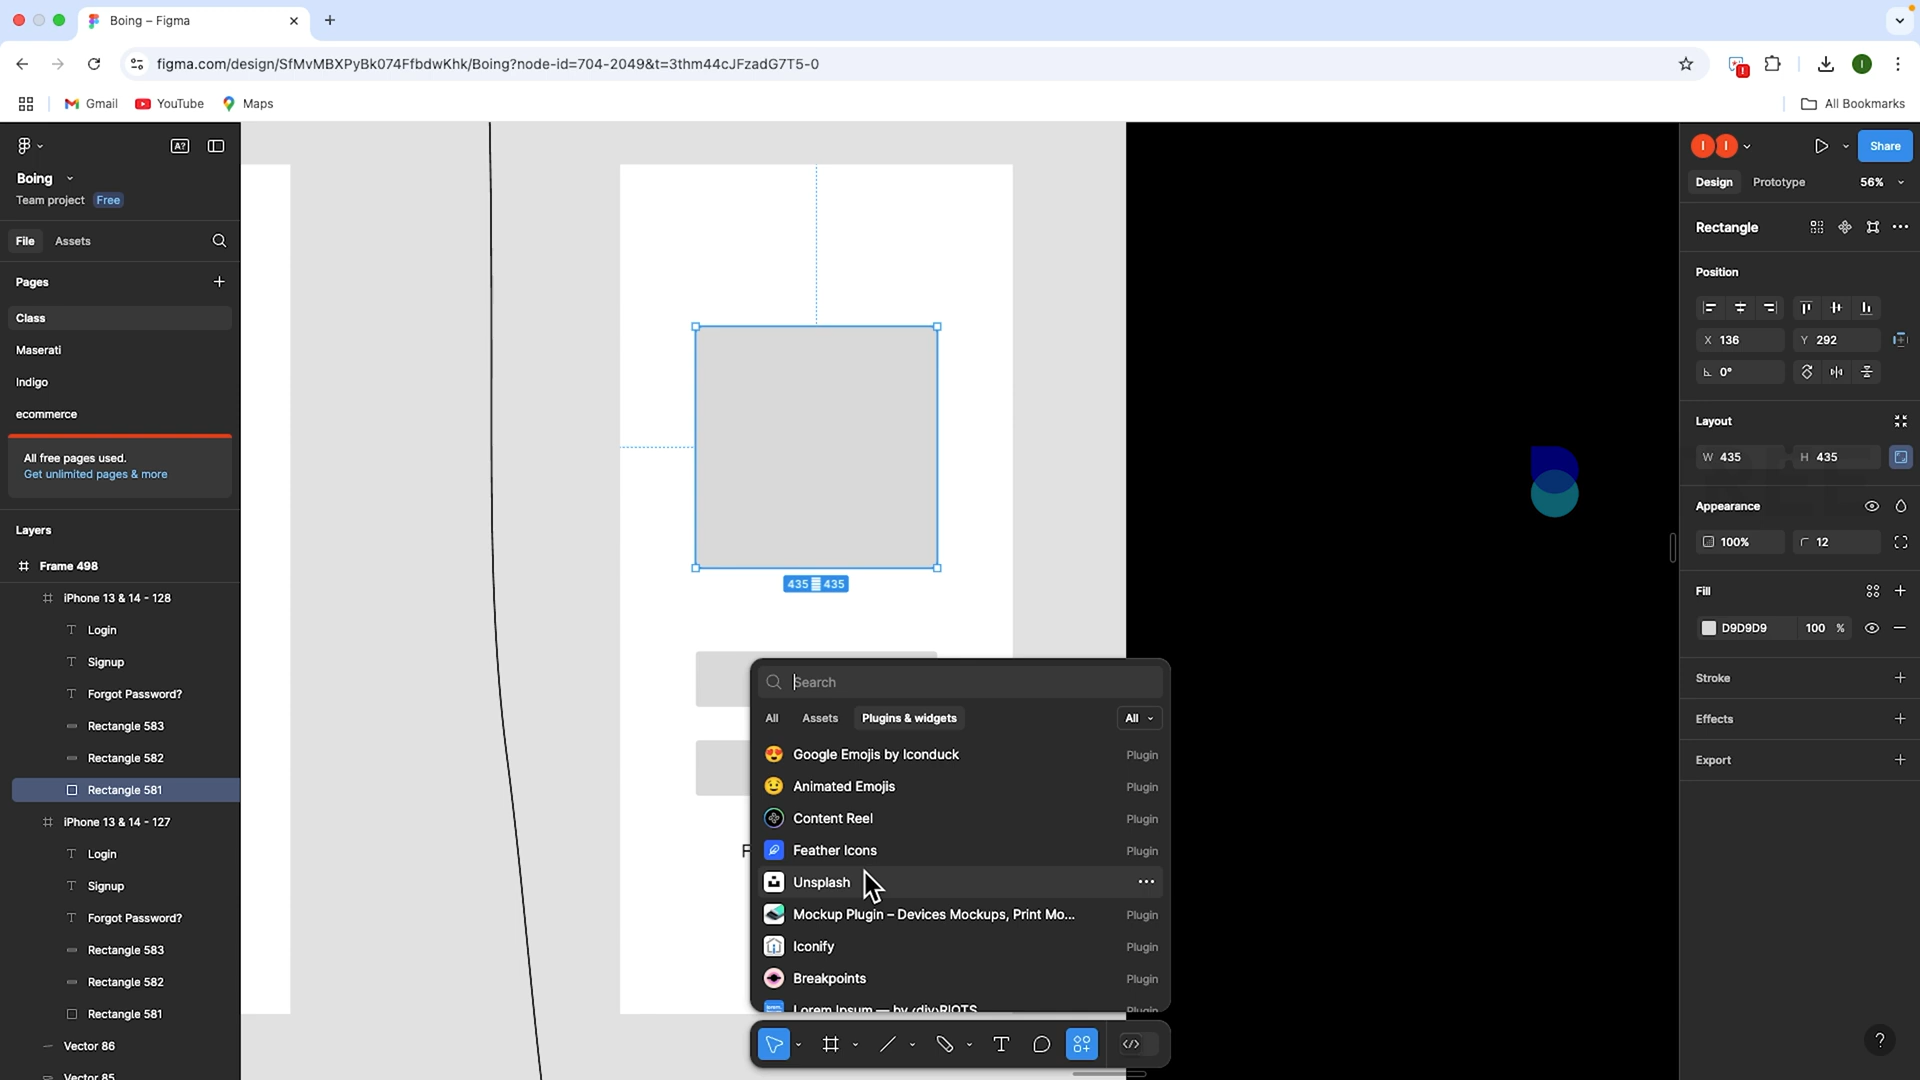 Boing – Figma
figma.com/design/SfMvMBXPyBk074FfbdwKhk/Boing?node-id=704-2049&t=3thm44cJFzadG7T5-0
Gmail
YouTube
Maps
All Bookmarks
Boing
Team project Free
File Assets
Pages
Class
Maserati
Indigo
ecommerce
All free pages used.
Get unlimited pages & more
Layers
Frame 498
iPhone 13 & 14 - 128
Login
Signup
Forgot Password?
Rectangle 583
Rectangle 582
Rectangle 581
iPhone 13 & 14 - 127
Login
Signup
Forgot Password?
Rectangle 583
Rectangle 582
Rectangle 581
Vector 86
Vector 85
435 435
F
Search
All Assets Plugins & widgets All
Google Emojis by Iconduck Plugin
Animated Emojis Plugin
Content Reel Plugin
Feather Icons Plugin
Unsplash
Mockup Plugin – Devices Mockups, Print Mo... Plugin
Iconify Plugin
Breakpoints Plugin
Lorem Ipsum — by ‹div›RIOTS Plugin
I I Share
Design Prototype 56%
Rectangle
Position
X 136 Y 292
0°
Layout
W 435 H 435
Appearance
100% 12
Fill
D9D9D9 100 %
Stroke
Effects
Export
?